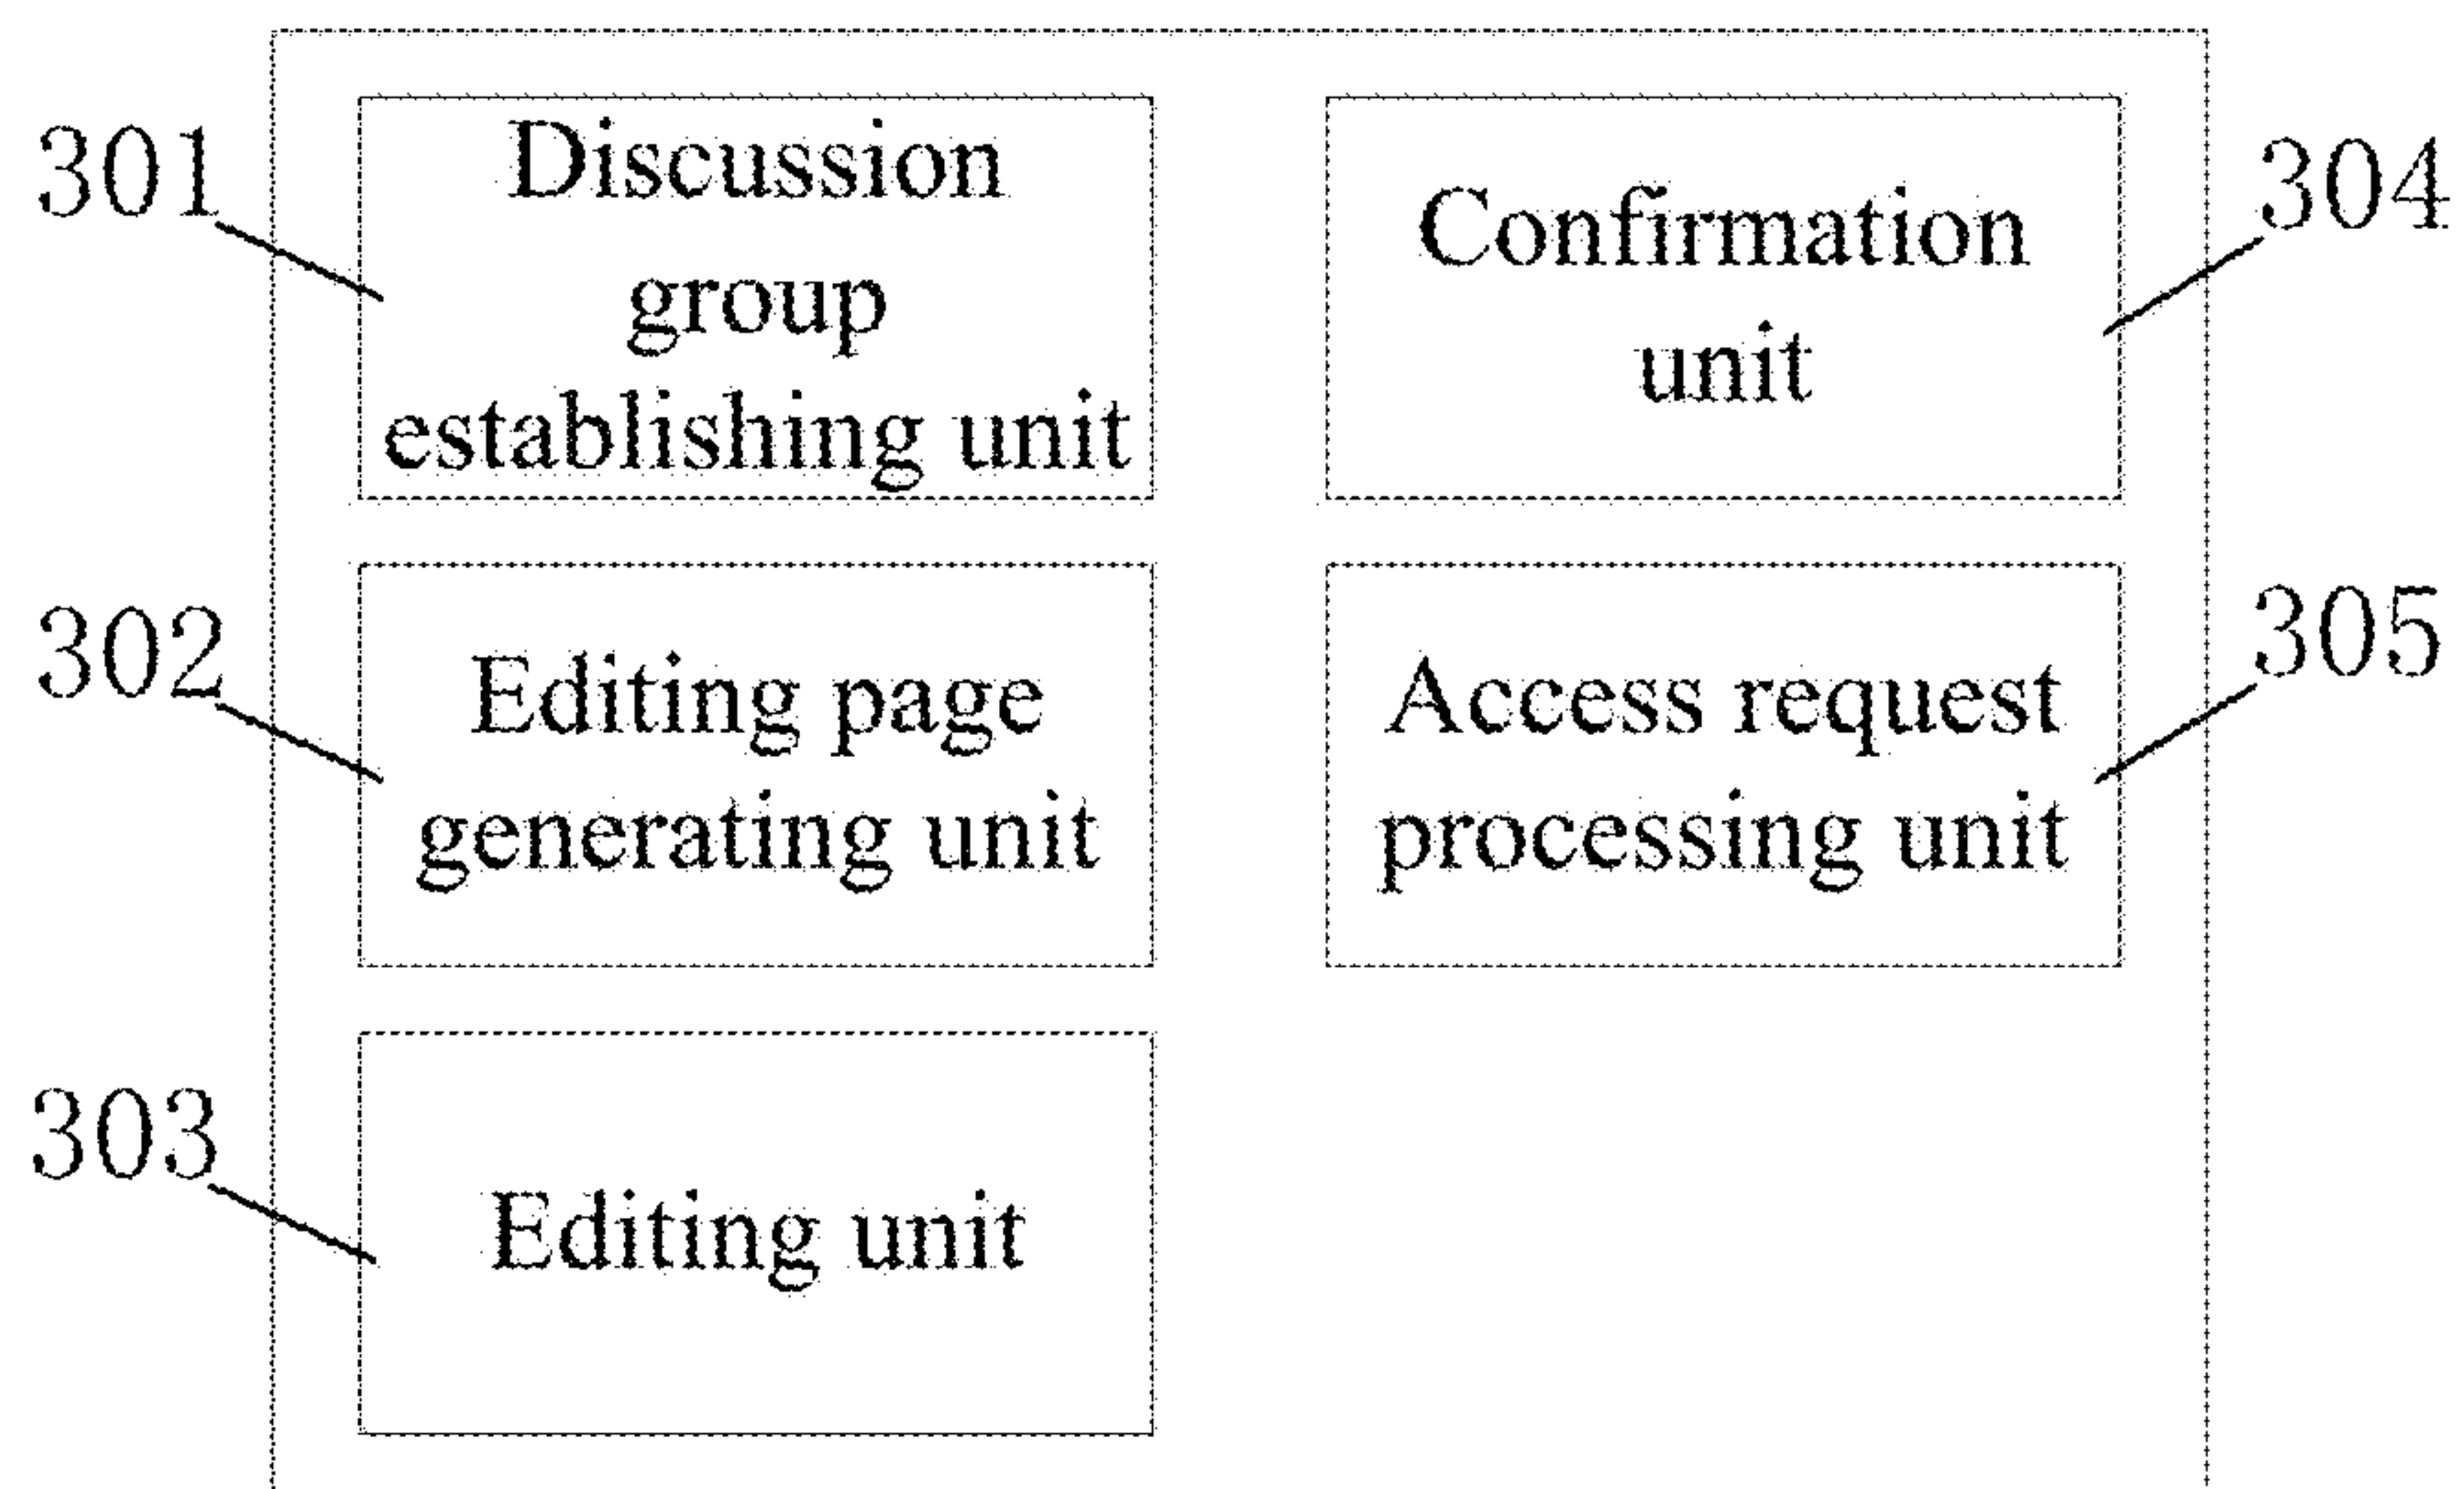 301
Discussion
group
establishing unit
302
Editing page
generating unit
303
Editing unit
304
Confirmation
unit
305
Access request
processing unit